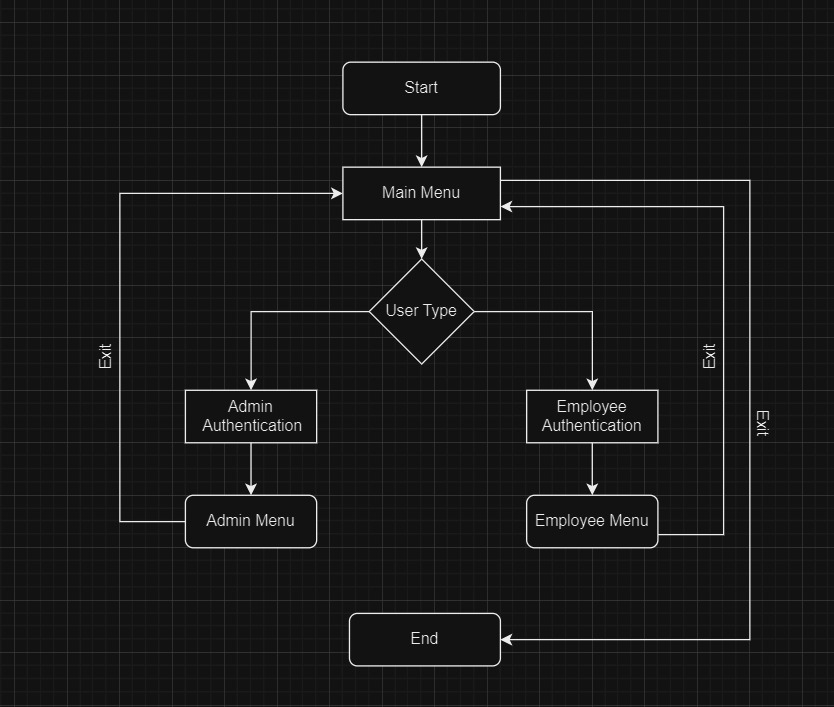 Start
Main Menu
User Type
Exit
Exit
Admin
Authentication
Employee
Authentication
Exit
Admin Menu
Employee Menu
End